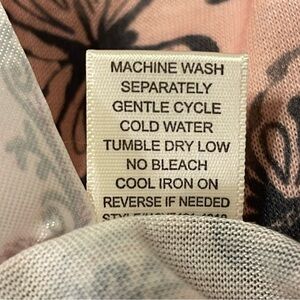 MACHINE WASH
SEPARATELY
GENTLE CYCLE
COLD WATER
TUMBLE DRY LOW
NO BLEACH
COOL IRON ON
REVERSE IF NEEDED